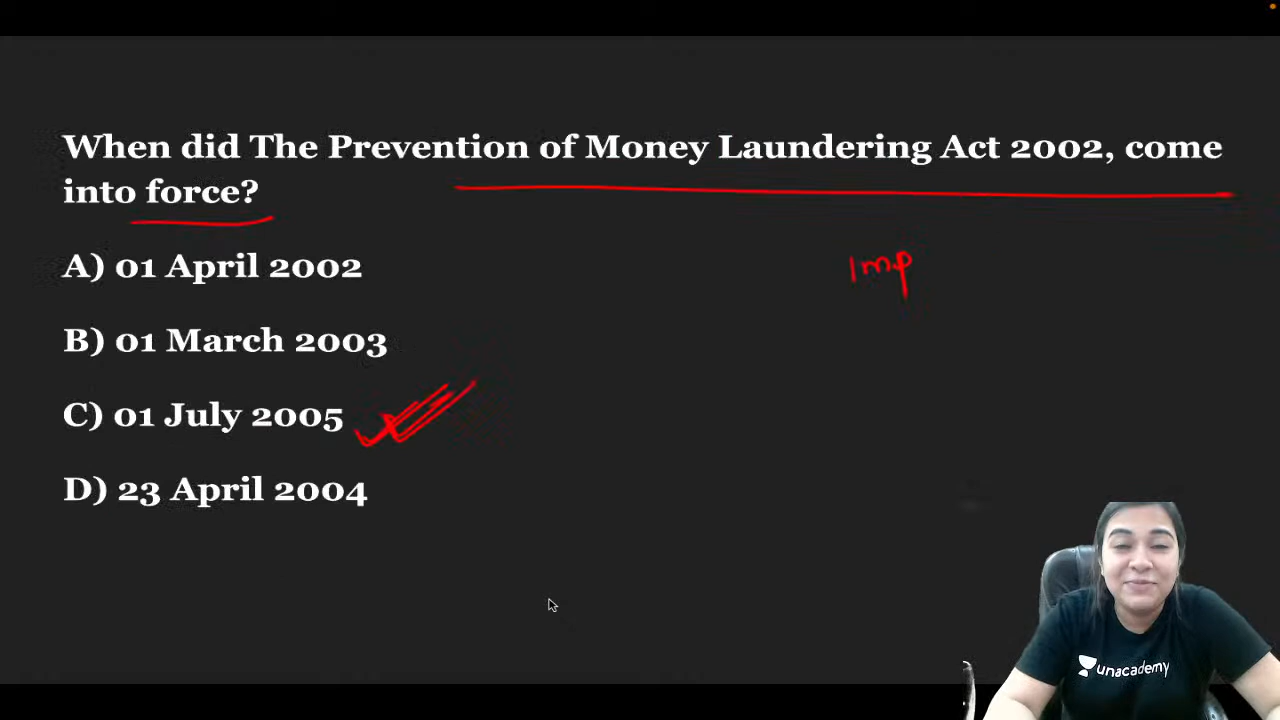 When did The Prevention of Money Laundering Act 2002, come
into force?
A) 01 April 2002
Imp
B) 01 March 2003
C) 01 July 2005
D) 23 April 2004
unacademy